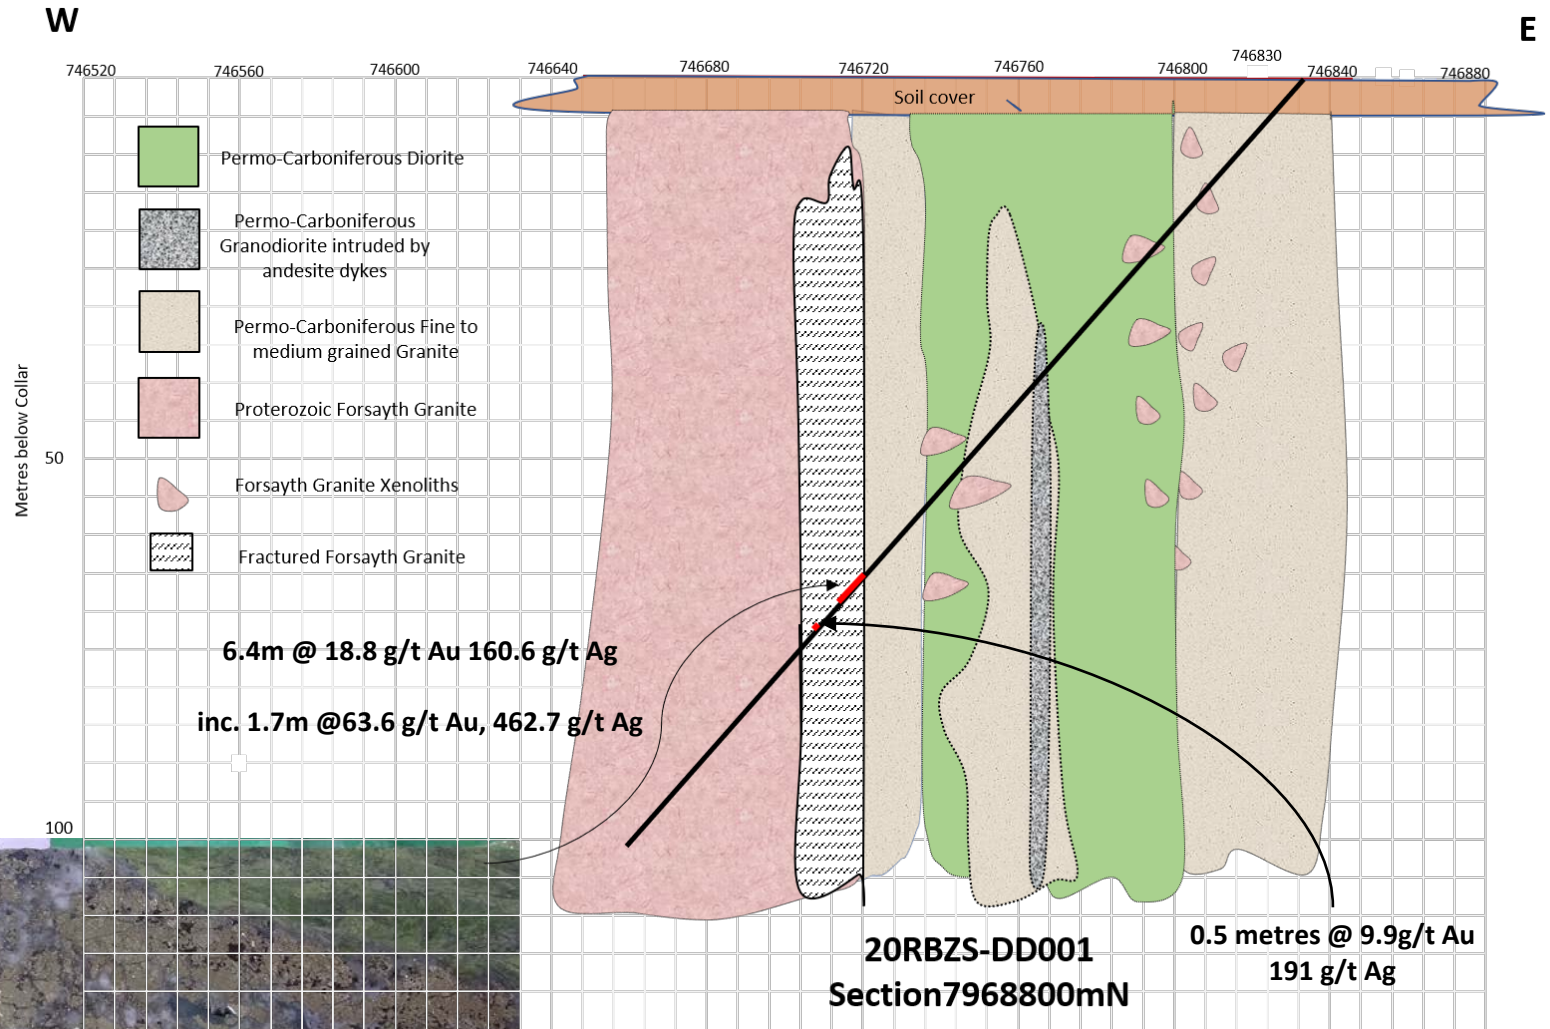 W
E
746520 746560 746600 746640 746680 746720 746760 746800 746830 746840 746880
Soil cover
Permo-Carboniferous Diorite
Permo-Carboniferous
Granodiorite intruded by
andesite dykes
Permo-Carboniferous Fine to
medium grained Granite
Proterozoic Forsayth Granite
Forsayth Granite Xenoliths
Fractured Forsayth Granite
Metres below Collar
50
100
6.4m @ 18.8 g/t Au 160.6 g/t Ag
inc. 1.7m @63.6 g/t Au, 462.7 g/t Ag
20RBZS-DD001
Section7968800mN
0.5 metres @ 9.9g/t Au
191 g/t Ag